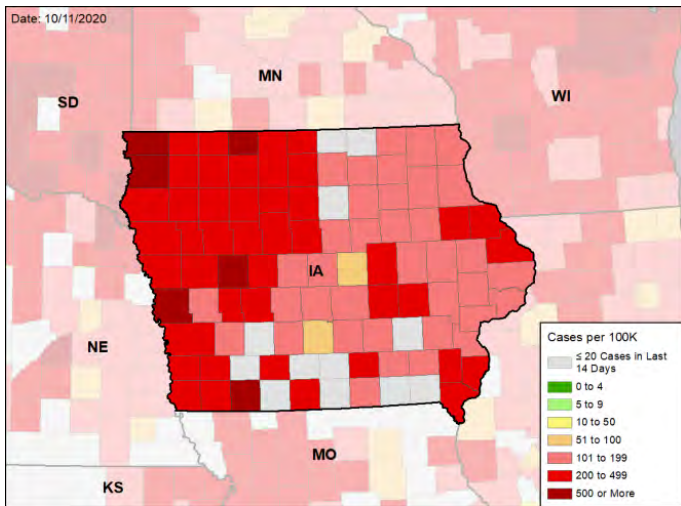 Date: 10/11/2020
MN
SD
WI
IA
NE
MO
KS
Cases per 100K
≤ 20 Cases in Last
14 Days
0 to 4
5 to 9
10 to 50
51 to 100
101 to 199
200 to 499
500 or More